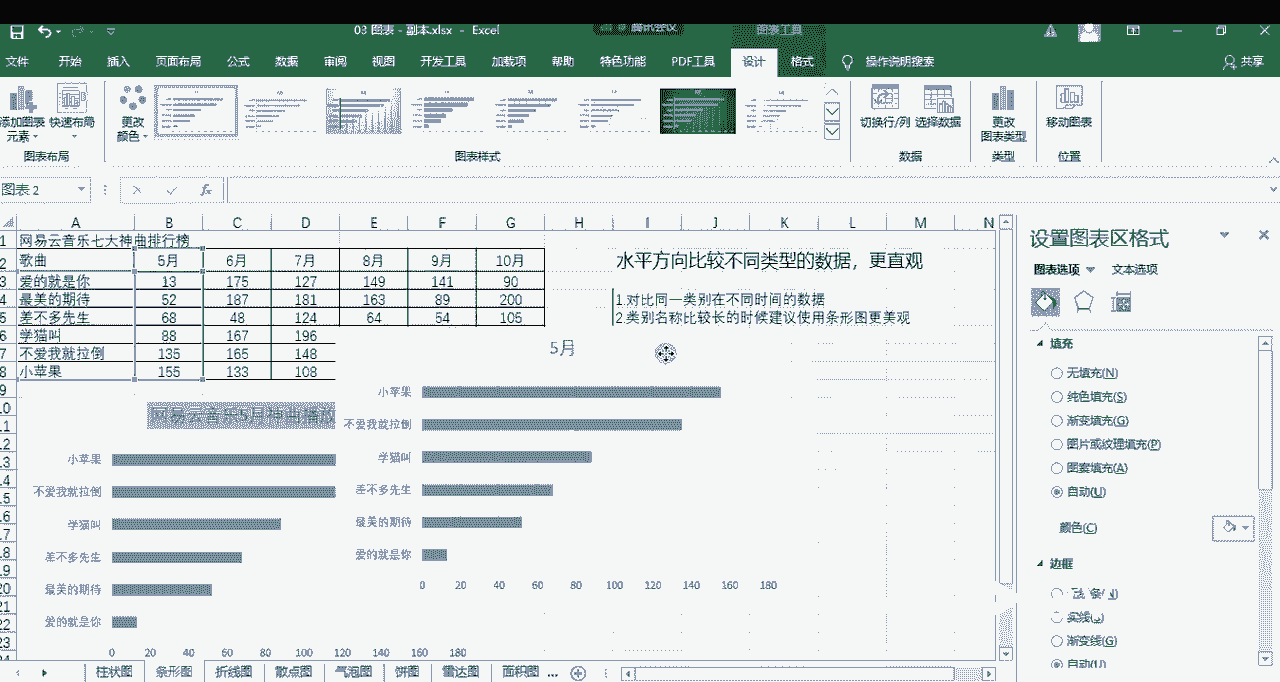 03 图表 - 副本.xlsx - Excel
腾讯会议
图表工具
文件 开始 插入 页面布局 公式 数据 审阅 视图 开发工具 加载项 帮助 特色功能 PDF工具 设计 格式 操作说明搜索 共享
添加图表元素 快速布局 更改颜色 切换行/列 选择数据 更改图表类型 移动图表
图表布局 图表样式 数据 类型 位置
图表 2
A B C D E F G H I J K L M N
1 网易云音乐七大神曲排行榜
2 歌曲 5月 6月 7月 8月 9月 10月
3 爱的就是你 13 175 127 149 141 90
4 最美的期待 52 187 181 163 89 200
5 差不多先生 68 48 124 64 54 105
6 学猫叫 88 167 196
7 不爱我就拉倒 135 165 148
8 小苹果 155 133 108
水平方向比较不同类型的数据，更直观
1.对比同一类别在不同时间的数据
2.类别名称比较长的时候建议使用条形图更美观
5月
小苹果
不爱我就拉倒
学猫叫
差不多先生
最美的期待
爱的就是你
0 20 40 60 80 100 120 140 160 180
网易云音乐5月神曲播放
小苹果
不爱我就拉倒
学猫叫
差不多先生
最美的期待
爱的就是你
0 20 40 60 80 100 120 140 160 180
柱状图 条形图 折线图 散点图 气泡图 饼图 雷达图 面积图 ...
设置图表区格式
图表选项 文本选项
填充
无填充(N)
纯色填充(S)
渐变填充(G)
图片或纹理填充(P)
图案填充(A)
自动(U)
颜色(C)
边框
实线
渐变线(G)
自动(U)